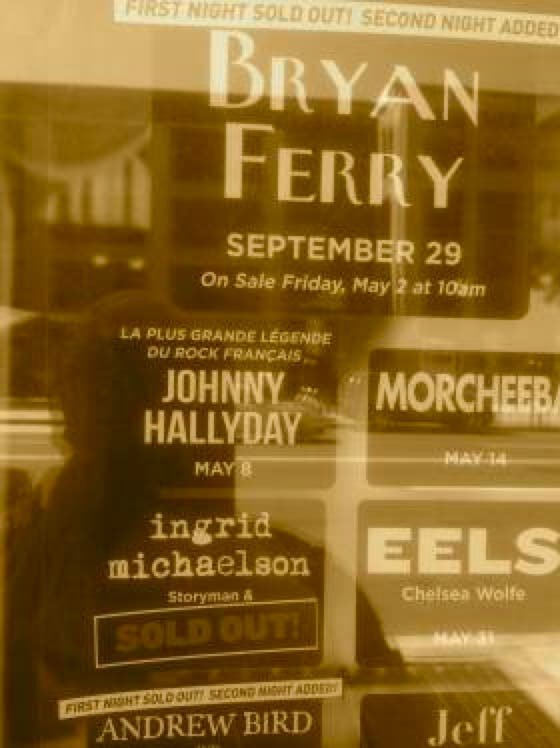 FIRST NIGHT SOLD OUT! SECOND NIGHT ADDED
BRYAN
FERRY
SEPTEMBER 29
On Sale Friday, May 2 at 10am
LA PLUS GRANDE LÉGENDE
DU ROCK FRANÇAIS
JOHNNY
HALLYDAY
MAY 8
MORCHEEBA
MAY 14
ingrid
michaelson
Storyman &
SOLD OUT!
EELS
Chelsea Wolfe
MAY 31
FIRST NIGHT SOLD OUT! SECOND NIGHT ADDED!
ANDREW BIRD
Jeff